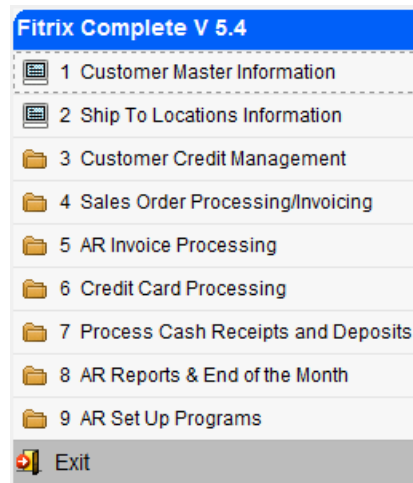 Fitrix Complete V 5.4
1 Customer Master Information
2 Ship To Locations Information
3 Customer Credit Management
4 Sales Order Processing/Invoicing
5 AR Invoice Processing
6 Credit Card Processing
7 Process Cash Receipts and Deposits
8 AR Reports & End of the Month
9 AR Set Up Programs
Exit